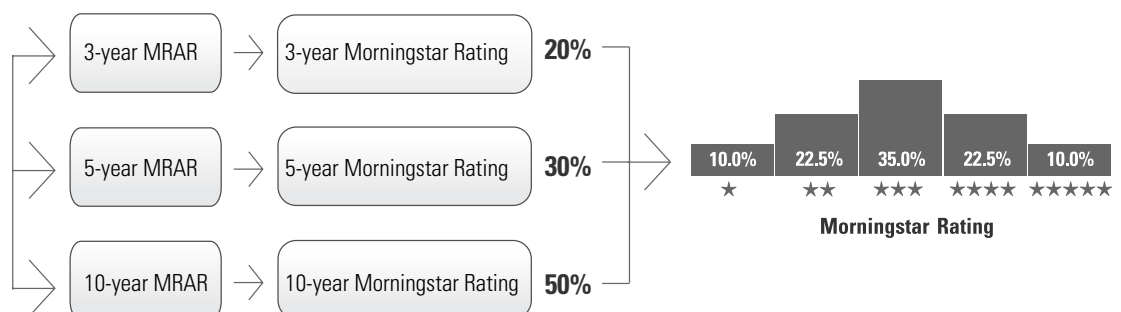 3-year MRAR
3-year Morningstar Rating
20%
5-year MRAR
5-year Morningstar Rating
30%
10-year MRAR
10-year Morningstar Rating
50%
10.0% 22.5% 35.0% 22.5% 10.0%
★ ★★ ★★★ ★★★★ ★★★★★
Morningstar Rating